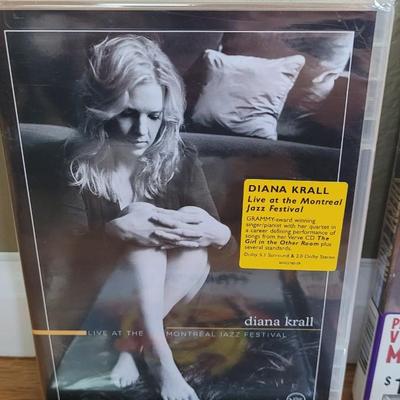 DIANA KRALL
Live at the Montreal
Jazz Festival
GRAMMY-award winning
singer/pianist with her quartet in
a career defining performance of
songs from her Verve CD The
Girl in the Other Room plus
several standards.
Dolby 5.1 Surround & 2.0 Dolby Stereo
diana krall
LIVE AT THE MONTREAL JAZZ FESTIVAL
P
V
M
$1